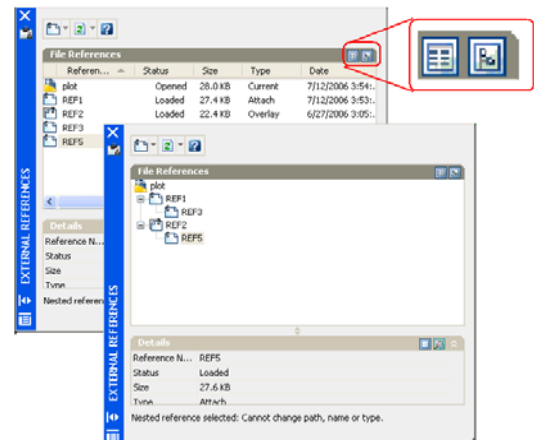 File References
Referen... Status Size Type Date
plot Opened 28.0 KB Current 7/12/2006 3:54:.
REF1 Loaded 27.4 KB Attach 7/12/2006 3:53:.
REF2 Loaded 22.4 KB Overlay 6/27/2006 3:05:.
REF3
REF5
Details
Reference N...
Status
Size
Type
Nested referen
EXTERNAL REFERENCES
File References
plot
REF1
REF3
REF2
REF5
Details
Reference N... REF5
Status Loaded
Size 27.6 KB
Type Attach
Nested reference selected: Cannot change path, name or type.
EXTERNAL REFERENCES